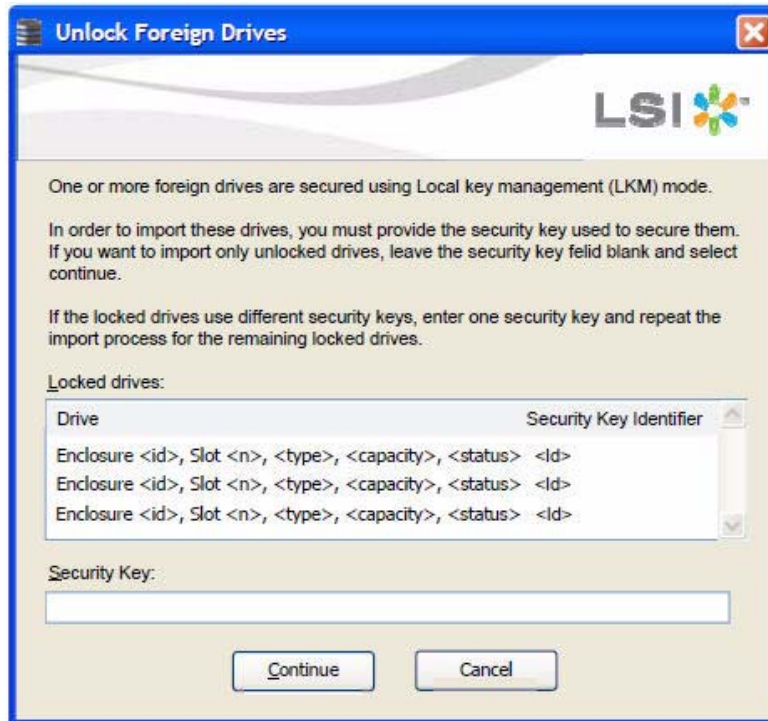 Unlock Foreign Drives
LSI™
One or more foreign drives are secured using Local key management (LKM) mode.
In order to import these drives, you must provide the security key used to secure them.
If you want to import only unlocked drives, leave the security key felid blank and select
continue.
If the locked drives use different security keys, enter one security key and repeat the
import process for the remaining locked drives.
Locked drives:
Drive Security Key Identifier
Enclosure <id>, Slot <n>, <type>, <capacity>, <status> <Id>
Enclosure <id>, Slot <n>, <type>, <capacity>, <status> <Id>
Enclosure <id>, Slot <n>, <type>, <capacity>, <status> <Id>
Security Key:
Continue Cancel